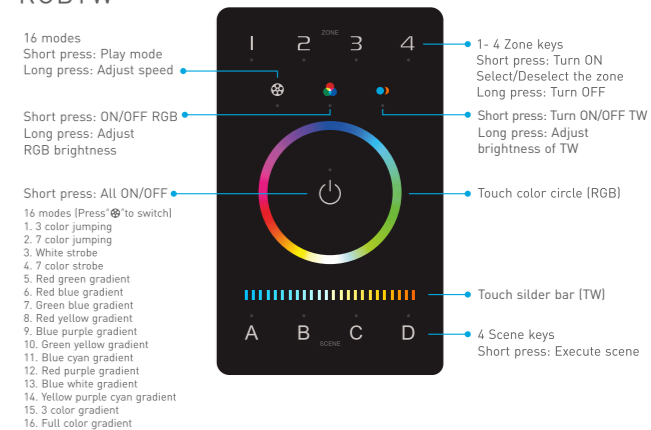 RGBTW
16 modes
Short press: Play mode
Long press: Adjust speed
Short press: ON/OFF RGB
Long press: Adjust
RGB brightness
Short press: All ON/OFF
16 modes (Press"⊛"to switch)
1. 3 color jumping
2. 7 color jumping
3. White strobe
4. 7 color strobe
5. Red green gradient
6. Red blue gradient
7. Green blue gradient
8. Red yellow gradient
9. Blue purple gradient
10. Green yellow gradient
11. Blue cyan gradient
12. Red purple gradient
13. Blue white gradient
14. Yellow purple cyan gradient
15. 3 color gradient
16. Full color gradient
ZONE
1 2 3 4
A B C D
SCENE
1- 4 Zone keys
Short press: Turn ON
Select/Deselect the zone
Long press: Turn OFF
Short press: Turn ON/OFF TW
Long press: Adjust
brightness of TW
Touch color circle (RGB)
Touch silder bar (TW)
4 Scene keys
Short press: Execute scene